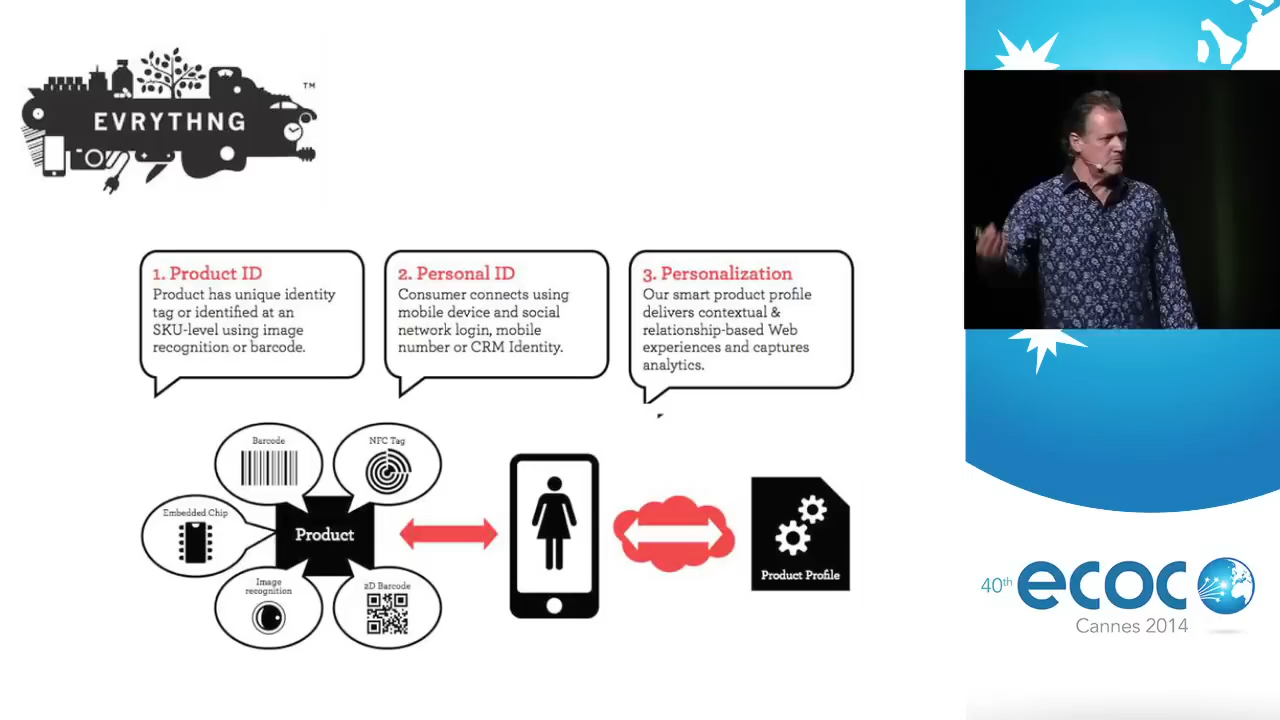 EVRYTHNG
TM
1. Product ID
Product has unique identity
tag or identified at an
SKU-level using image
recognition or barcode.
2. Personal ID
Consumer connects using
mobile device and social
network login, mobile
number or CRM Identity.
3. Personalization
Our smart product profile
delivers contextual &
relationship-based Web
experiences and captures
analytics.
Barcode
NFC Tag
Embedded Chip
Product
Image
recognition
2D Barcode
Product Profile
40th ecoc
Cannes 2014